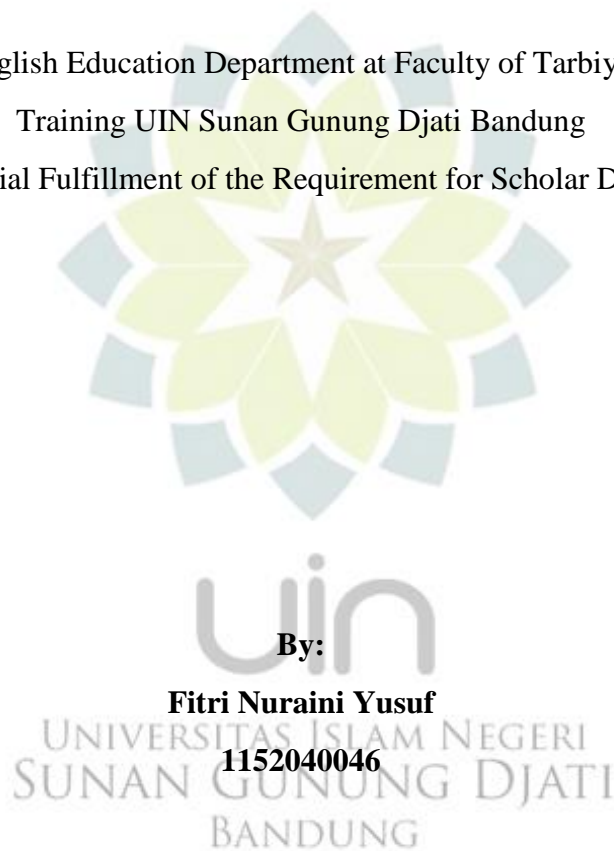 glish Education Department at Faculty of Tarbiy
Training UIN Sunan Gunung Djati Bandung
ial Fulfillment of the Requirement for Scholar D
uin
By:
Fitri Nuraini Yusuf
UNIVERSITAS ISLAM NEGERI
1152040046
SUNAN GUNUNG DJATI
BANDUNG